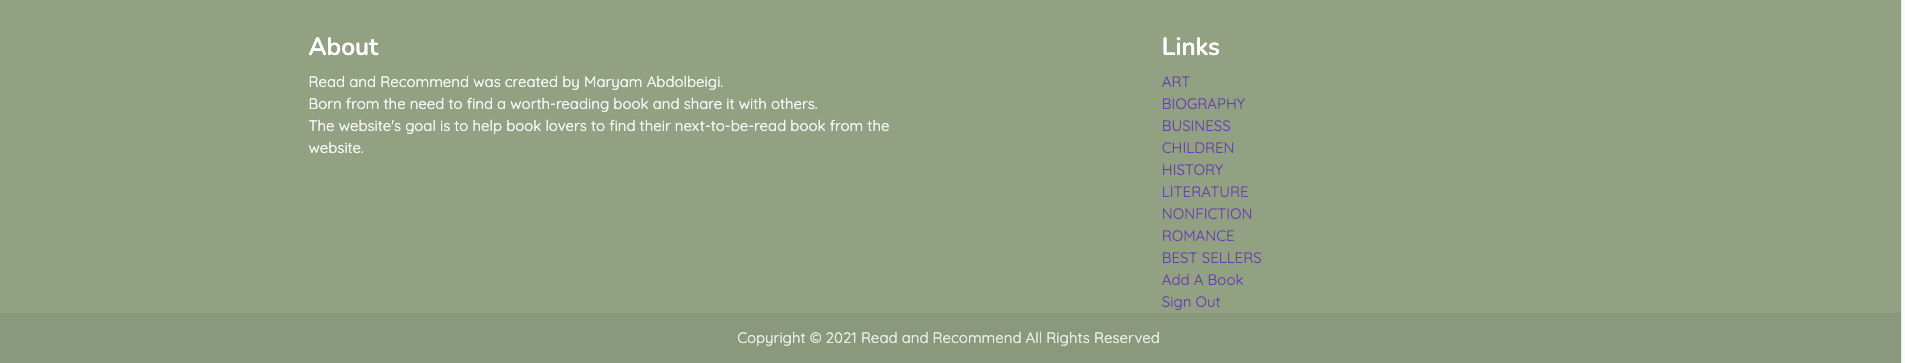 About
Read and Recommend was created by Maryam Abdolbeigi.
Born from the need to find a worth-reading book and share it with others.
The website's goal is to help book lovers to find their next-to-be-read book from the
website.
Links
ART
BIOGRAPHY
BUSINESS
CHILDREN
HISTORY
LITERATURE
NONFICTION
ROMANCE
BEST SELLERS
Add A Book
Sign Out
Copyright © 2021 Read and Recommend All Rights Reserved